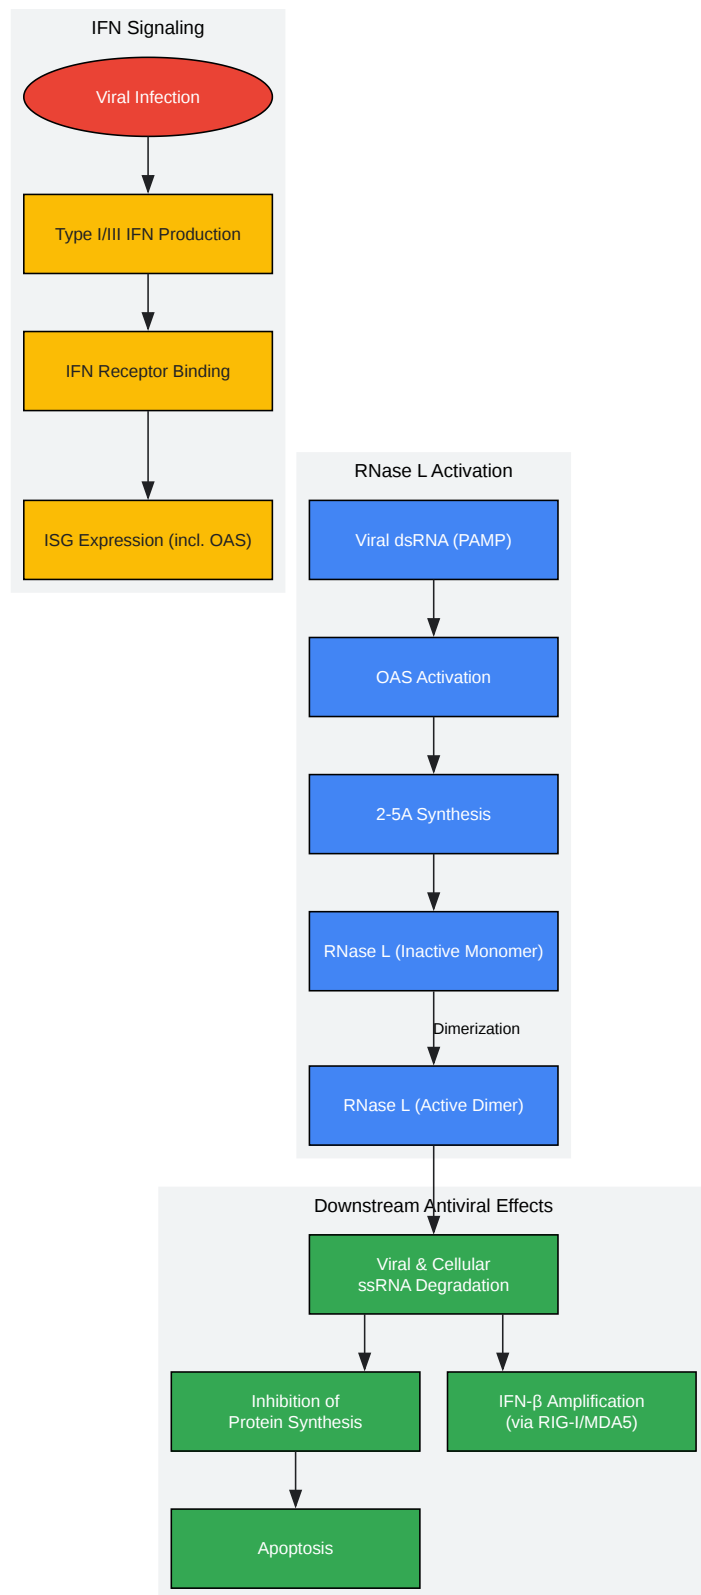 IFN Signaling
Viral Infection
Type I/III IFN Production
IFN Receptor Binding
ISG Expression (incl. OAS)
RNase L Activation
Viral dsRNA (PAMP)
OAS Activation
2-5A Synthesis
RNase L (Inactive Monomer)
Dimerization
RNase L (Active Dimer)
Downstream Antiviral Effects
Viral & Cellular
ssRNA Degradation
Inhibition of
Protein Synthesis
IFN-β Amplification
(via RIG-I/MDA5)
Apoptosis